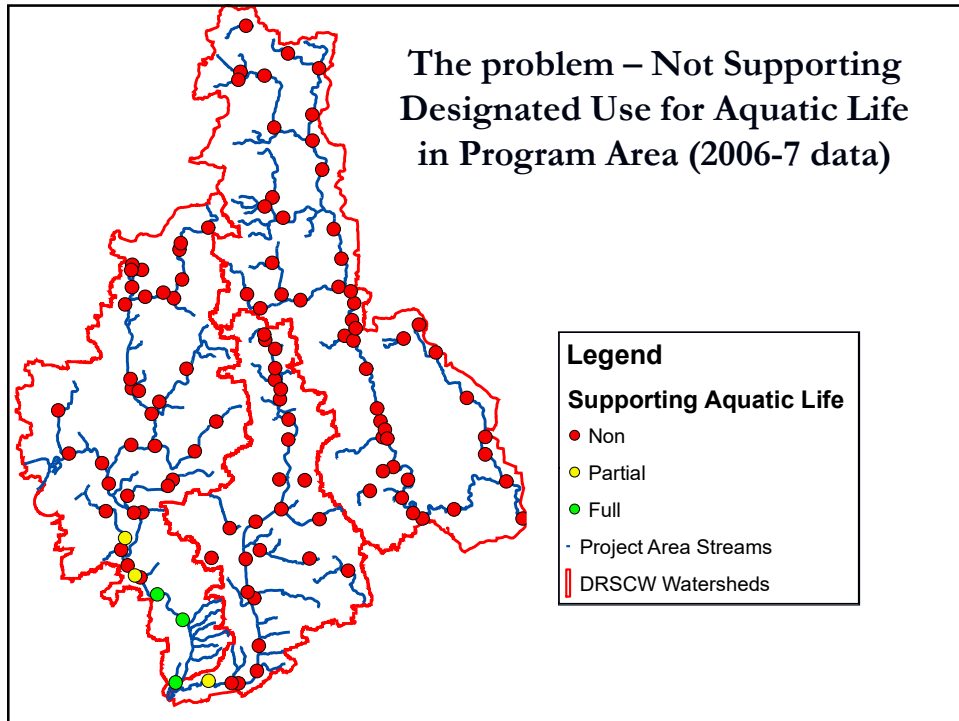 The problem – Not Supporting
Designated Use for Aquatic Life
in Program Area (2006-7 data)
Legend
Supporting Aquatic Life
Non
Partial
Full
Project Area Streams
DRSCW Watersheds